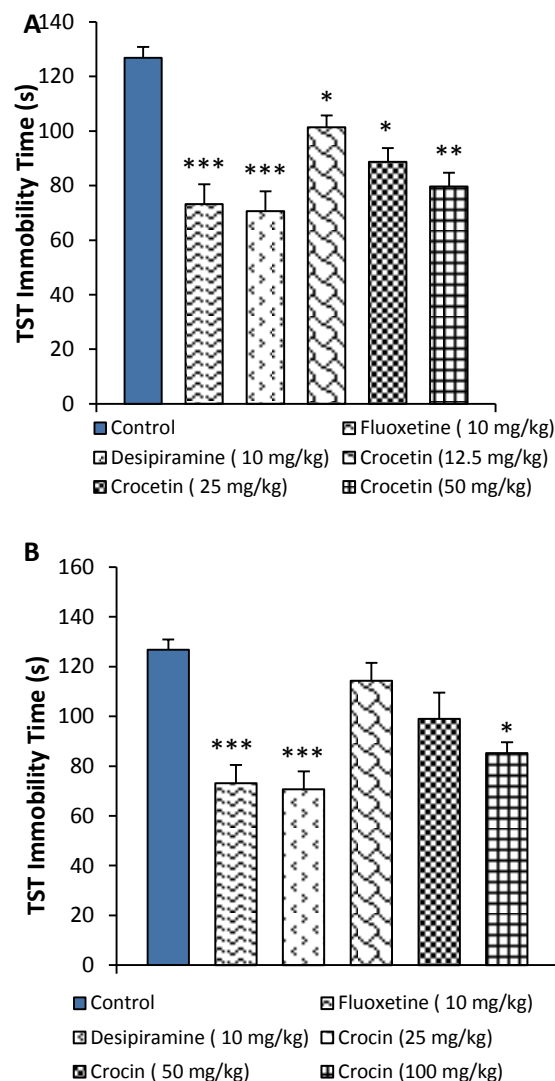 A
TST Immobility Time (s)
140
120
100
80
60
40
20
0
***
***
*
*
**
Control
Fluoxetine ( 10 mg/kg)
Desipiramine ( 10 mg/kg)
Crocetin (12.5 mg/kg)
Crocetin ( 25 mg/kg)
Crocetin (50 mg/kg)
B
TST Immobility Time (s)
160
140
120
100
80
60
40
20
0
***
***
*
Control
Fluoxetine ( 10 mg/kg)
Desipiramine ( 10 mg/kg)
Crocin (25 mg/kg)
Crocin ( 50 mg/kg)
Crocin (100 mg/kg)